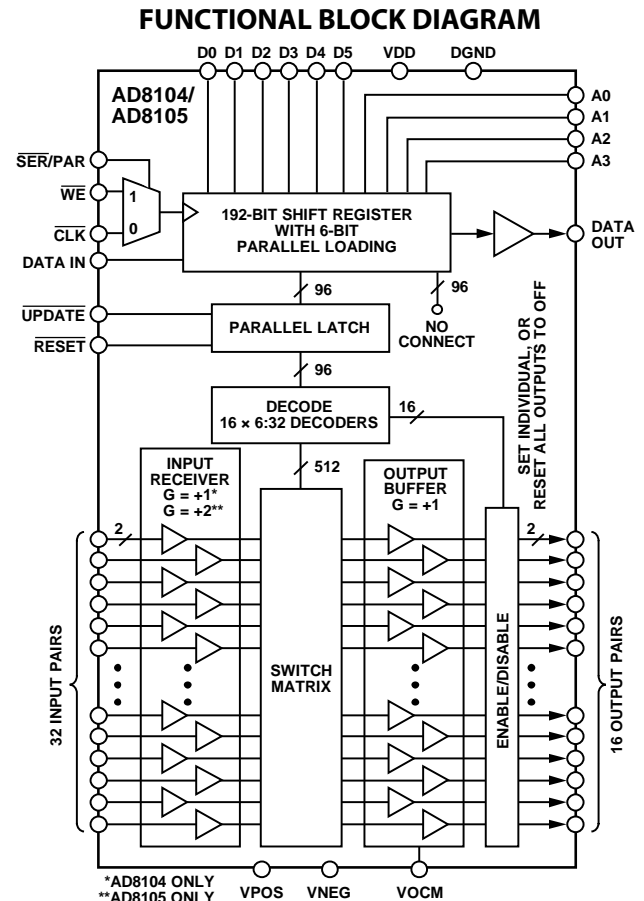 FUNCTIONAL BLOCK DIAGRAM
D0 D1 D2 D3 D4 D5 VDD DGND
AD8104/
AD8105
A0
A1
A2
A3
SER/PAR
WE
CLK
DATA IN
1
0
192-BIT SHIFT REGISTER
WITH 6-BIT
PARALLEL LOADING
DATA
OUT
96
96
NO
CONNECT
UPDATE
RESET
PARALLEL LATCH
96
DECODE
16 × 6:32 DECODERS
16
SET INDIVIDUAL, OR
RESET ALL OUTPUTS TO OFF
512
INPUT
RECEIVER
G = +1*
G = +2**
OUTPUT
BUFFER
G = +1
2
2
32 INPUT PAIRS
SWITCH
MATRIX
ENABLE/DISABLE
16 OUTPUT PAIRS
*AD8104 ONLY
**AD8105 ONLY
VPOS VNEG VOCM